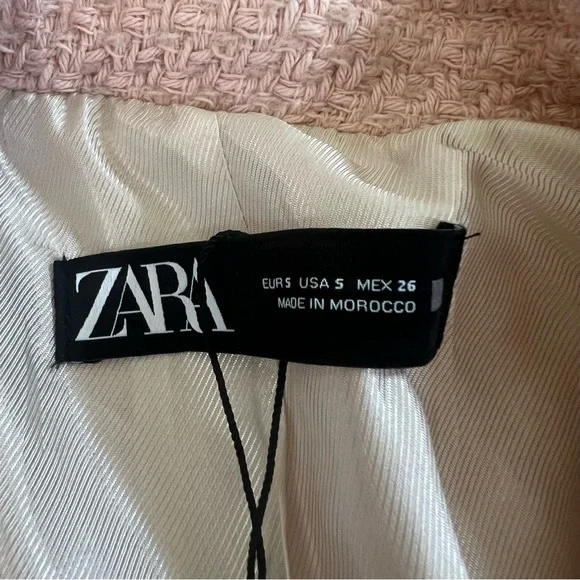 ZARA
EUR S USA S MEX 26
MADE IN MOROCCO